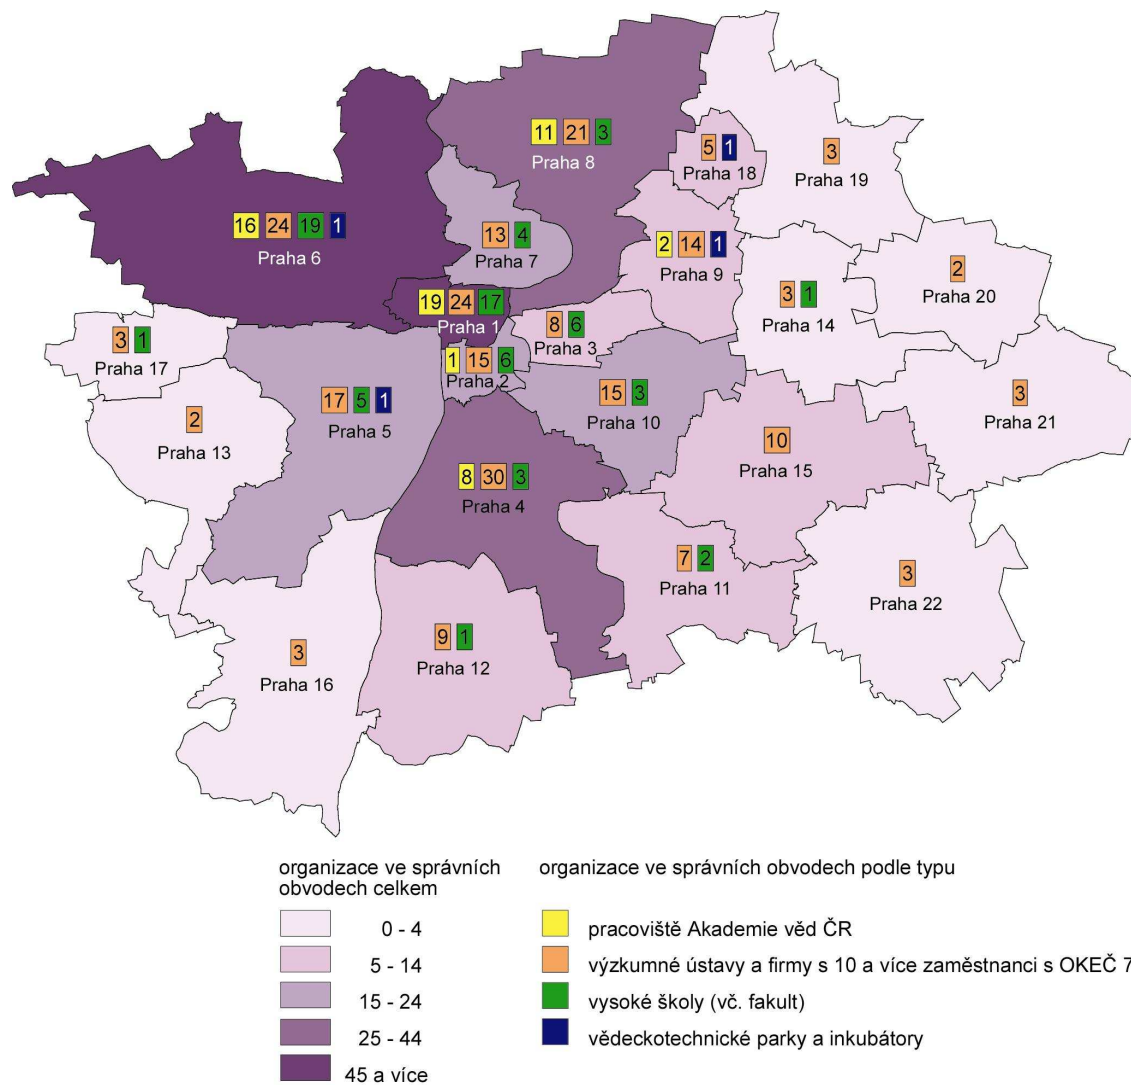 11 21 3
Praha 8
5 1
Praha 18
3
Praha 19
16 24 19 1
Praha 6
13 4
Praha 7
2 14 1
Praha 9
2
Praha 20
3 1
Praha 14
19 24 17
Praha 1
8 6
Praha 3
3 1
Praha 17
1 15 6
Praha 2
17 5 1
Praha 5
15 3
Praha 10
3
Praha 21
2
Praha 13
10
Praha 15
8 30 3
Praha 4
7 2
Praha 11
3
Praha 22
9 1
Praha 12
3
Praha 16
organizace ve správních
obvodech celkem
0 - 4
5 - 14
15 - 24
25 - 44
45 a více
organizace ve správních obvodech podle typu
pracoviště Akademie věd ČR
výzkumné ústavy a firmy s 10 a více zaměstnanci s OKEČ 7
vysoké školy (vč. fakult)
vědeckotechnické parky a inkubátory